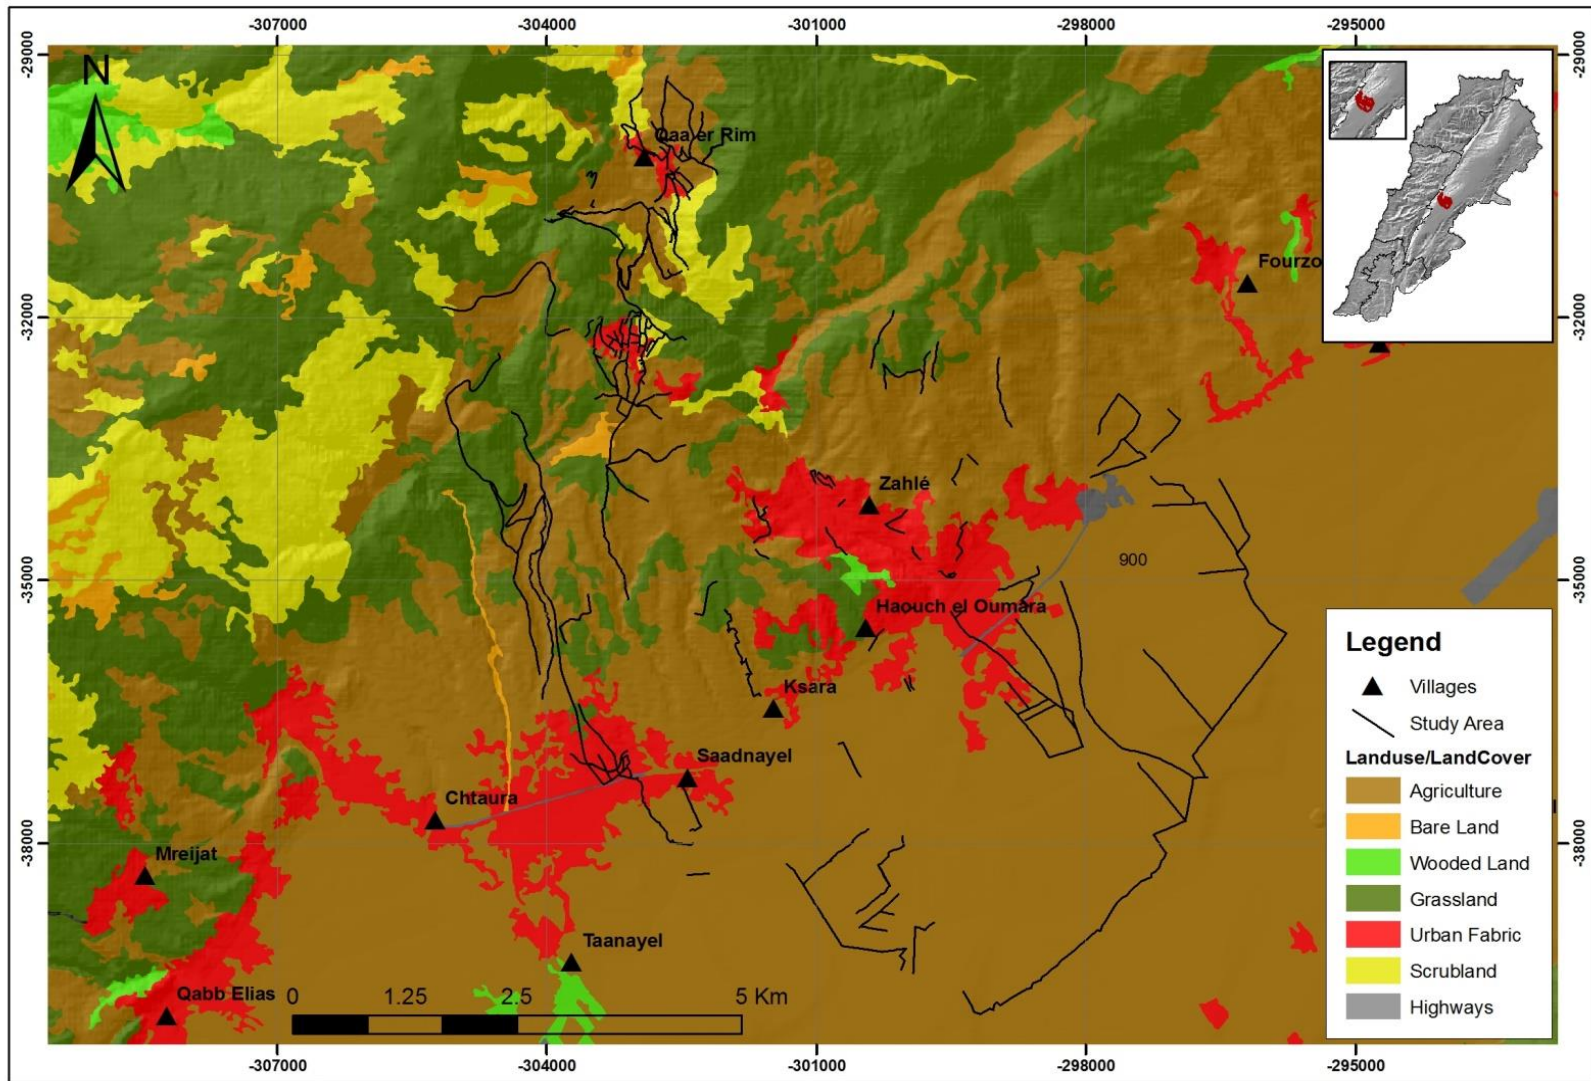 -307000 -304000 -301000 -298000 -295000
-29000 -29000
N
Qaa er Rim
Fourzo
-32000 -32000
Zahlé
900
-35000 -35000
Haouch el Oumara
Ksara
Saadnayel
Chtaura
-38000 -38000
Mreijat
Taanayel
Qabb Elias
0 1.25 2.5 5 Km
Legend
Villages
Study Area
Landuse/LandCover
Agriculture
Bare Land
Wooded Land
Grassland
Urban Fabric
Scrubland
Highways
-307000 -304000 -301000 -298000 -295000